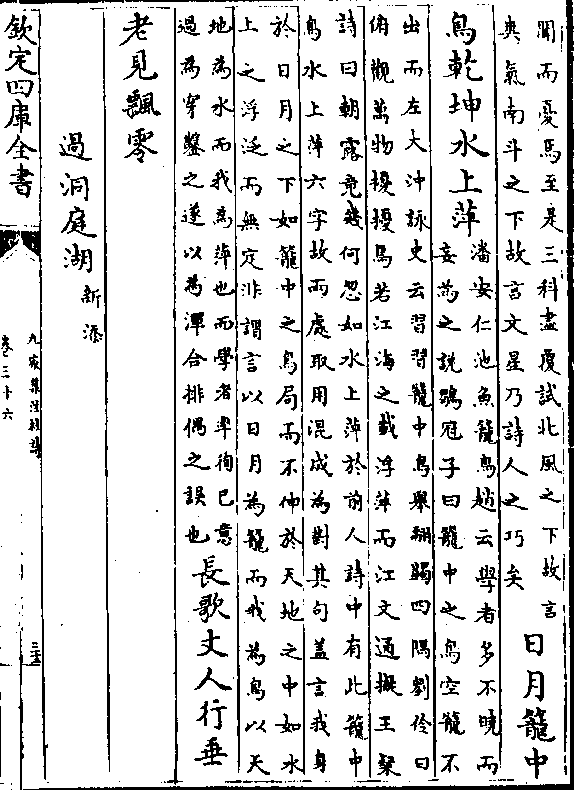 開而憂焉至是三科盡覆試北風之下故言
爽氣南斗之下故言文星乃詩人之巧矣
日月籠中
鳥乾坤水上萍
潘安仁池魚籠鳥趙云學者多不曉而
妄為之説鶡冠子曰籠中之鳥空籠不
出而左太沖詠史云習習籠中鳥舉翮觸四隅劉伶曰
俯觀萬物擾擾焉若江海之載浮萍而江文通擬王粲
詩曰朝露竟幾何忽如水上萍於前人詩中有此籠中
鳥水上萍六字故兩處取用混成為對其句蓋言我身
於日月之下如籠中之鳥局而不伸於天地之中如水
上之浮泛而無定非謂言以日月為籠而我為鳥以天
地為水而我為萍也而學者率徇已意
過為穿鑿之遂以為渾合排偶之誤也
長歌丈人行垂
老見飄零
過洞庭湖 新添
欽定四庫全書
九家集注杜詩
卷三十六